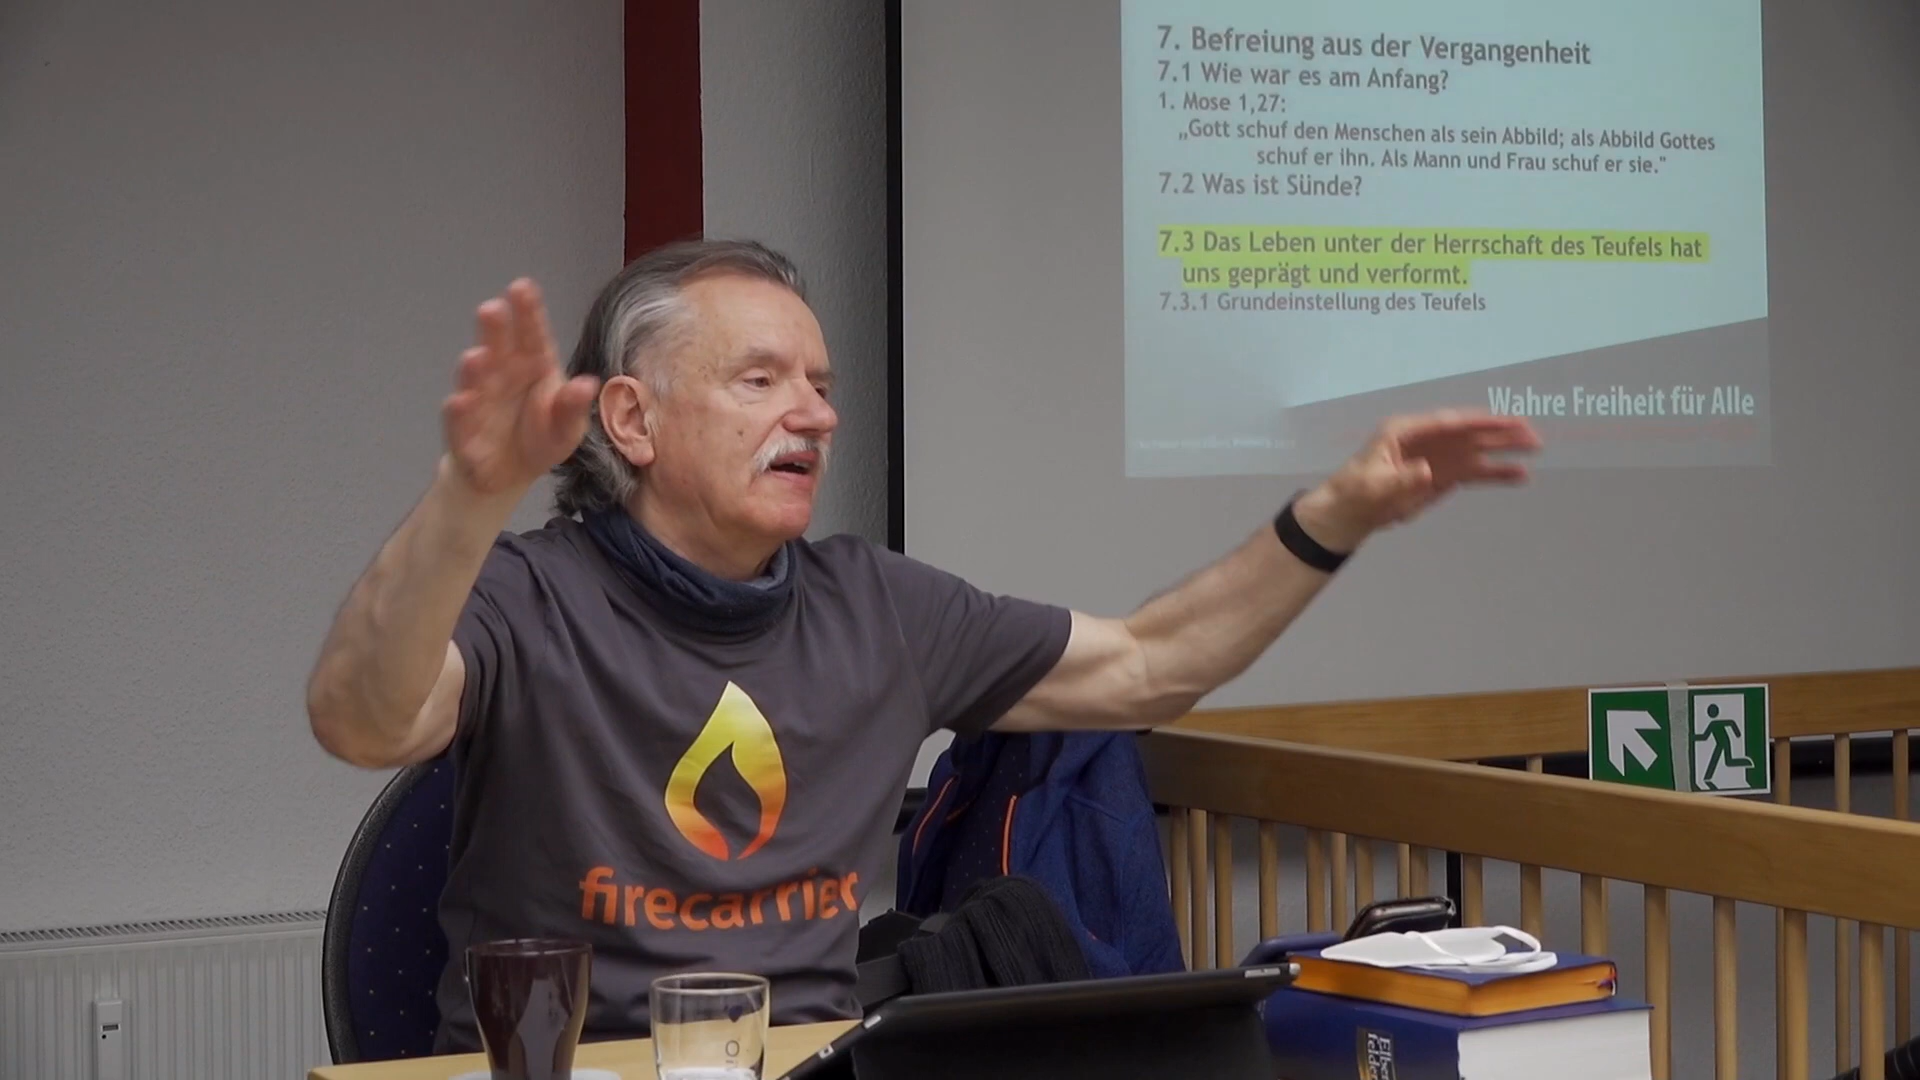 7. Befreiung aus der Vergangenheit
7.1 Wie war es am Anfang?
1. Mose 1,27:
„Gott schuf den Menschen als sein Abbild; als Abbild Gottes
schuf er ihn. Als Mann und Frau schuf er sie."
7.2 Was ist Sünde?
7.3 Das Leben unter der Herrschaft des Teufels hat
uns geprägt und verformt.
7.3.1 Grundeinstellung des Teufels
Wahre Freiheit für Alle
firecarrier